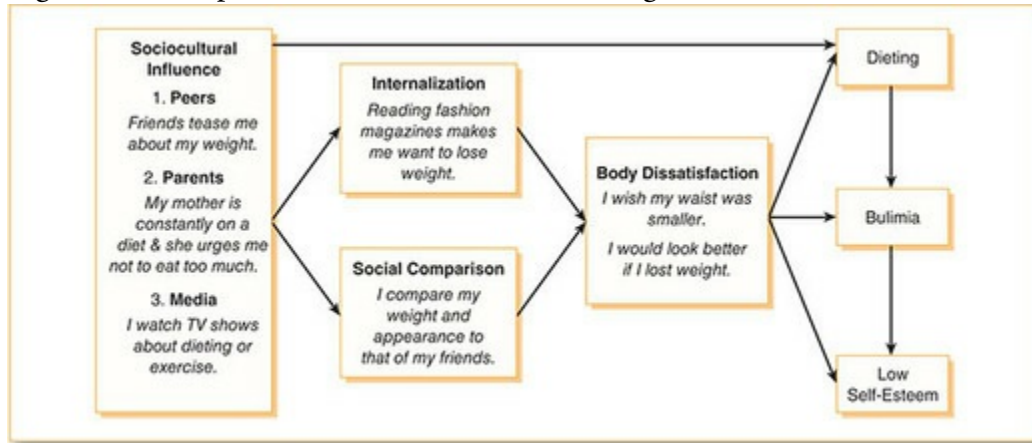 Sociocultural
Influence
1. Peers
Friends tease me
about my weight.
2. Parents
My mother is
constantly on a
diet & she urges me
not to eat too much.
3. Media
I watch TV shows
about dieting or
exercise.
Internalization
Reading fashion
magazines makes
me want to lose
weight.
Social Comparison
I compare my
weight and
appearance to
that of my friends.
Body Dissatisfaction
I wish my waist was
smaller.
I would look better
if I lost weight.
Dieting
Bulimia
Low
Self-Esteem